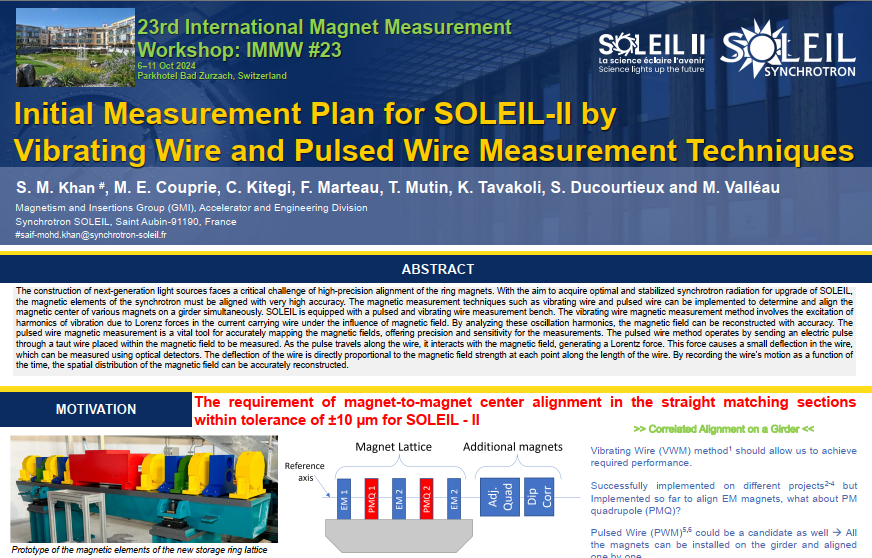 23rd International Magnet Measurement
Workshop: IMMW #23
6–11 Oct 2024
Parkhotel Bad Zurzach, Switzerland
SOLEIL II
La science éclaire l'avenir
Science lights up the future
SOLEIL
SYNCHROTRON
Initial Measurement Plan for SOLEIL-II by
Vibrating Wire and Pulsed Wire Measurement Techniques
S. M. Khan #, M. E. Couprie, C. Kitegi, F. Marteau, T. Mutin, K. Tavakoli, S. Ducourtieux and M. Valléau
Magnetism and Insertions Group (GMI), Accelerator and Engineering Division
Synchrotron SOLEIL, Saint Aubin-91190, France
#saif-mohd.khan@synchrotron-soleil.fr
ABSTRACT
The construction of next-generation light sources faces a critical challenge of high-precision alignment of the ring magnets. With the aim to acquire optimal and stabilized synchrotron radiation for upgrade of SOLEIL,
the magnetic elements of the synchrotron must be aligned with very high accuracy. The magnetic measurement techniques such as vibrating wire and pulsed wire can be implemented to determine and align the
magnetic center of various magnets on a girder simultaneously. SOLEIL is equipped with a pulsed and vibrating wire measurement bench. The vibrating wire magnetic measurement method involves the excitation of
harmonics of vibration due to Lorenz forces in the current carrying wire under the influence of magnetic field. By analyzing these oscillation harmonics, the magnetic field can be reconstructed with accuracy. The
pulsed wire magnetic measurement is a vital tool for accurately mapping the magnetic fields, offering precision and sensitivity for the measurements. The pulsed wire method operates by sending an electric pulse
through a taut wire placed within the magnetic field to be measured. As the pulse travels along the wire, it interacts with the magnetic field, generating a Lorentz force. This force causes a small deflection in the wire,
which can be measured using optical detectors. The deflection of the wire is directly proportional to the magnetic field strength at each point along the length of the wire. By recording the wire's motion as a function of
the time, the spatial distribution of the magnetic field can be accurately reconstructed.
MOTIVATION
The requirement of magnet-to-magnet center alignment in the straight matching sections
within tolerance of ±10 µm for SOLEIL - II
Prototype of the magnetic elements of the new storage ring lattice
Magnet Lattice
Additional magnets
Reference
axis
EM 1
PMQ 1
EM 2
PMQ 2
EM 2
Adj.
Quad
Dip
Corr
>> Correlated Alignment on a Girder <<
Vibrating Wire (VWM) method¹ should allow us to achieve
required performance.
Successfully implemented on different projects²⁻⁴ but
Implemented so far to align EM magnets, what about PM
quadrupole (PMQ)?
Pulsed Wire (PWM)⁵,⁶ could be a candidate as well → All
the magnets can be installed on the girder and aligned
one by one